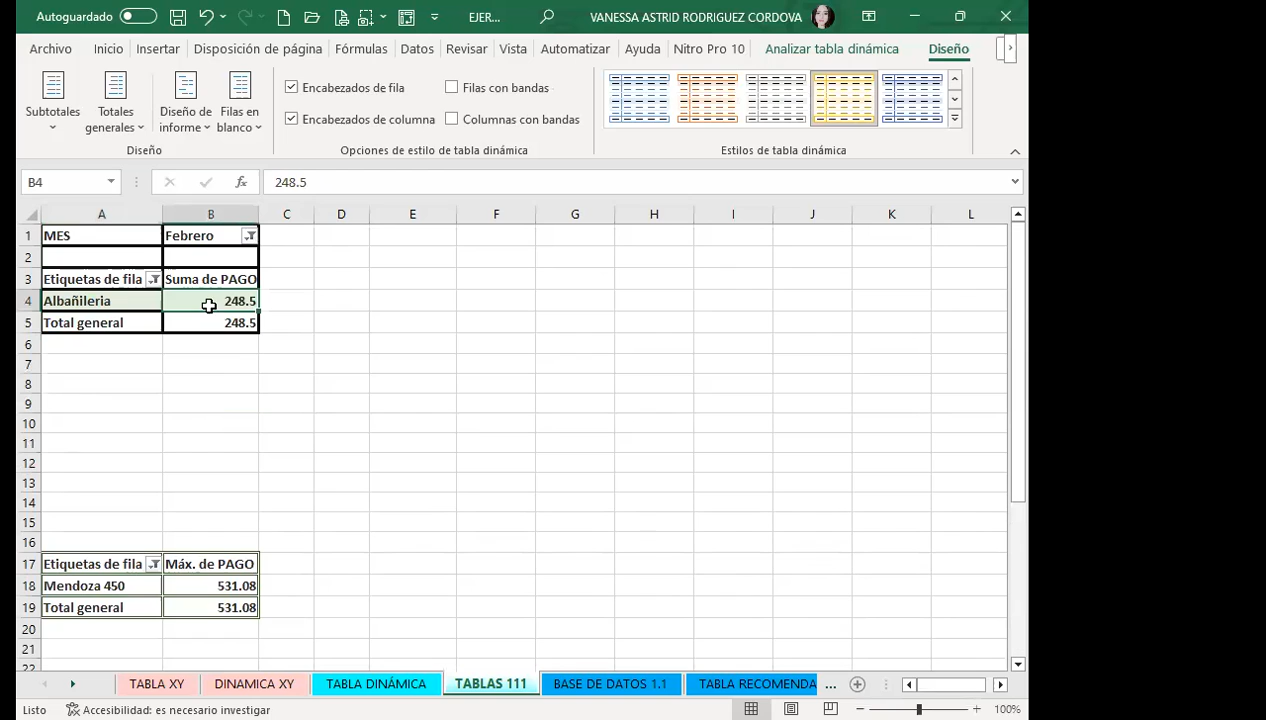 Autoguardado
EJER...
VANESSA ASTRID RODRIGUEZ CORDOVA
Archivo Inicio Insertar Disposición de página Fórmulas Datos Revisar Vista Automatizar Ayuda Nitro Pro 10 Analizar tabla dinámica Diseño
Subtotales
Totales generales
Diseño de informe
Filas en blanco
Encabezados de fila
Filas con bandas
Encabezados de columna
Columnas con bandas
Diseño
Opciones de estilo de tabla dinámica
Estilos de tabla dinámica
B4
fx
248.5
A B C D E F G H I J K L
1 MES Febrero
2
3 Etiquetas de fila Suma de PAGO
4 Albañileria 248.5
5 Total general 248.5
6
7
8
9
10
11
12
13
14
15
16
17 Etiquetas de fila Máx. de PAGO
18 Mendoza 450 531.08
19 Total general 531.08
20
21
22
TABLA XY DINAMICA XY TABLA DINÁMICA TABLAS 111 BASE DE DATOS 1.1 TABLA RECOMENDA ...
Listo Accesibilidad: es necesario investigar 100%